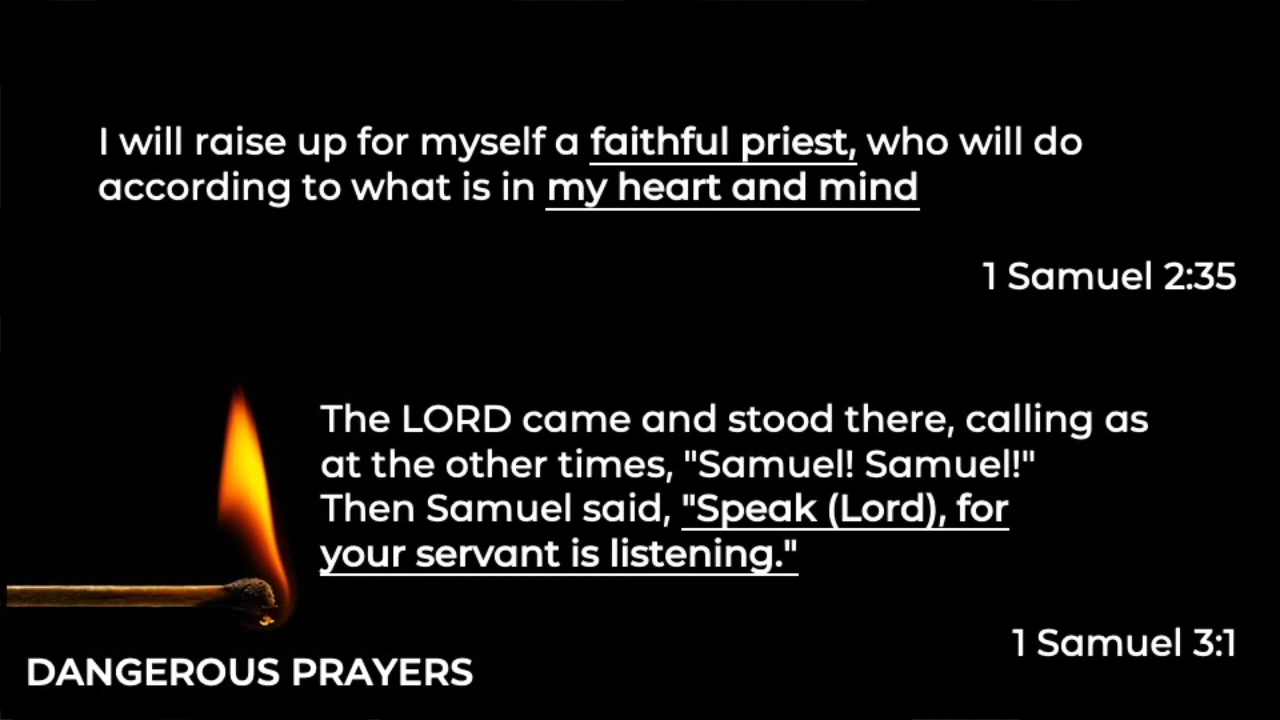 I will raise up for myself a faithful priest, who will do
according to what is in my heart and mind
1 Samuel 2:35
The LORD came and stood there, calling as
at the other times, "Samuel! Samuel!"
Then Samuel said, "Speak (Lord), for
your servant is listening."
1 Samuel 3:1
DANGEROUS PRAYERS